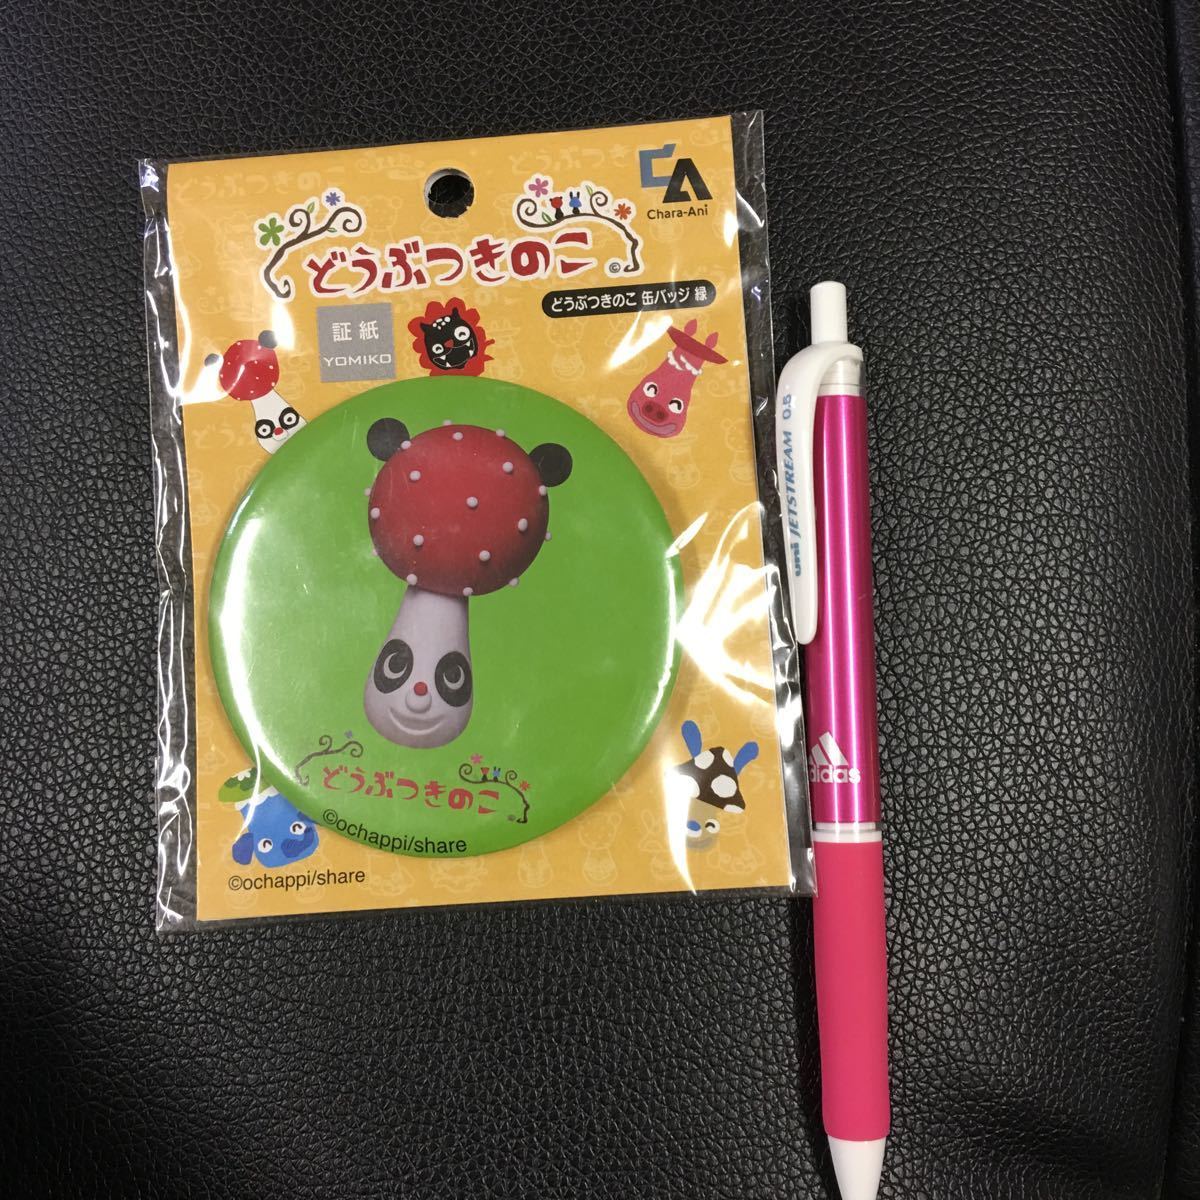 CA
Chara-Ani
どうぶつきのこ
©
どうぶつきのこ 缶バッジ 緑
証紙
YOMIKO
どうぶつきのこ
©ochappi/share
©ochappi/share
uni JETSTREAM 0.5
adidas